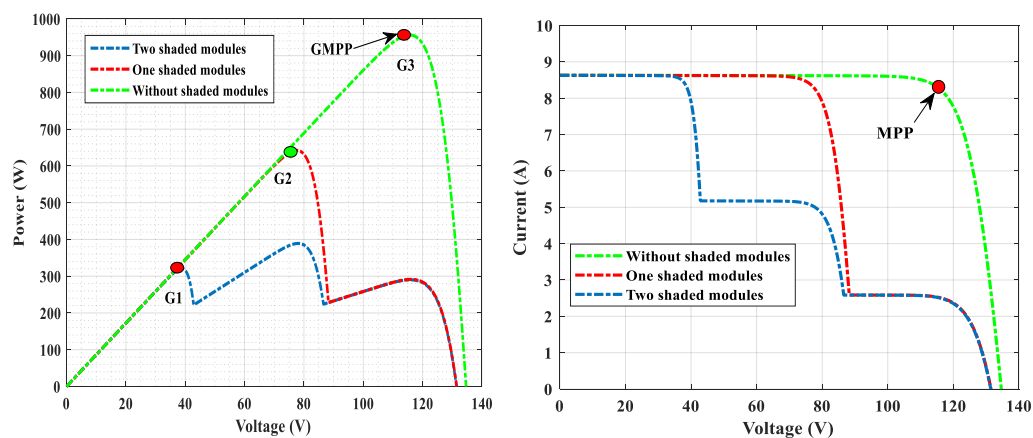 1000
900
800
700
600
500
400
300
200
100
0
Power (W)
Two shaded modules
One shaded modules
Without shaded modules
GMPP
G3
G2
G1
0 20 40 60 80 100 120 140
Voltage (V)
10
9
8
7
6
5
4
3
2
1
0
Current (A)
MPP
Without shaded modules
One shaded modules
Two shaded modules
0 20 40 60 80 100 120 140
Voltage (V)